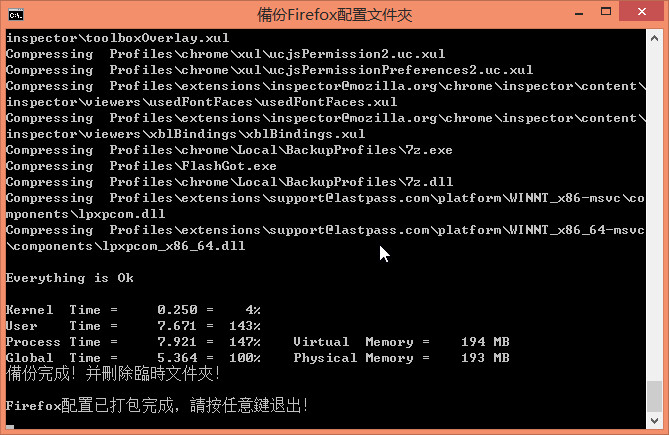 備份Firefox配置文件夾
inspector\toolboxOverlay.xul
Compressing  Profiles\chrome\xul\ucjsPermission2.uc.xul
Compressing  Profiles\chrome\xul\ucjsPermissionPreferences2.uc.xul
Compressing  Profiles\extensions\inspector@mozilla.org\chrome\inspector\content\
inspector\viewers\usedFontFaces\usedFontFaces.xul
Compressing  Profiles\extensions\inspector@mozilla.org\chrome\inspector\content\
inspector\viewers\xblBindings\xblBindings.xul
Compressing  Profiles\chrome\Local\BackupProfiles\7z.exe
Compressing  Profiles\FlashGot.exe
Compressing  Profiles\chrome\Local\BackupProfiles\7z.dll
Compressing  Profiles\extensions\support@lastpass.com\platform\WINNT_x86-msvc\co
mponents\lpxpcom.dll
Compressing  Profiles\extensions\support@lastpass.com\platform\WINNT_x86_64-msvc
\components\lpxpcom_x86_64.dll
Everything is Ok
Kernel  Time =     0.250 =    4%
User    Time =     7.671 =  143%
Process Time =     7.921 =  147%    Virtual  Memory =    194 MB
Global  Time =     5.364 =  100%    Physical Memory =    193 MB
備份完成! 并刪除臨時文件夾!
Firefox配置已打包完成，請按任意鍵退出!